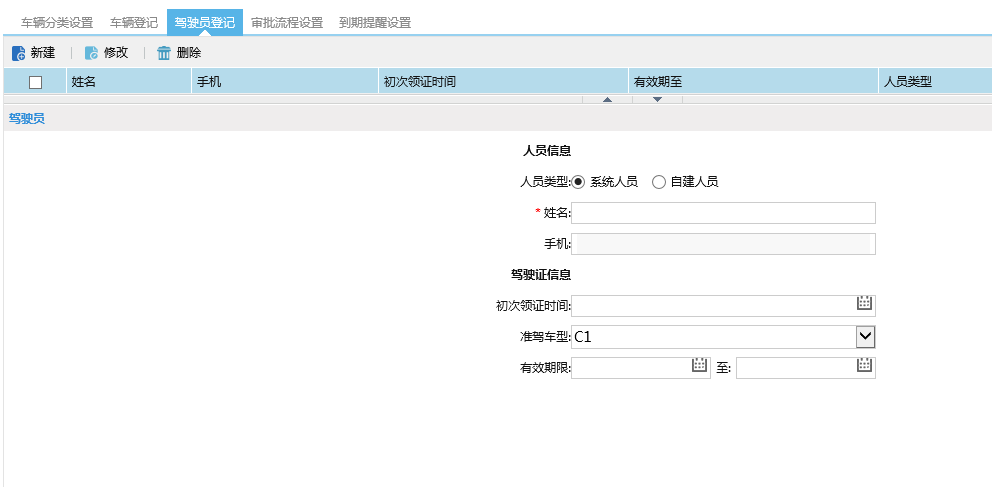 车辆分类设置 车辆登记 驾驶员登记 审批流程设置 到期提醒设置
新建 修改 删除
姓名 手机 初次领证时间 有效期至 人员类型
驾驶员
人员信息
人员类型: 系统人员 自建人员
* 姓名:
手机:
驾驶证信息
初次领证时间:
准驾车型: C1
有效期限: 至: